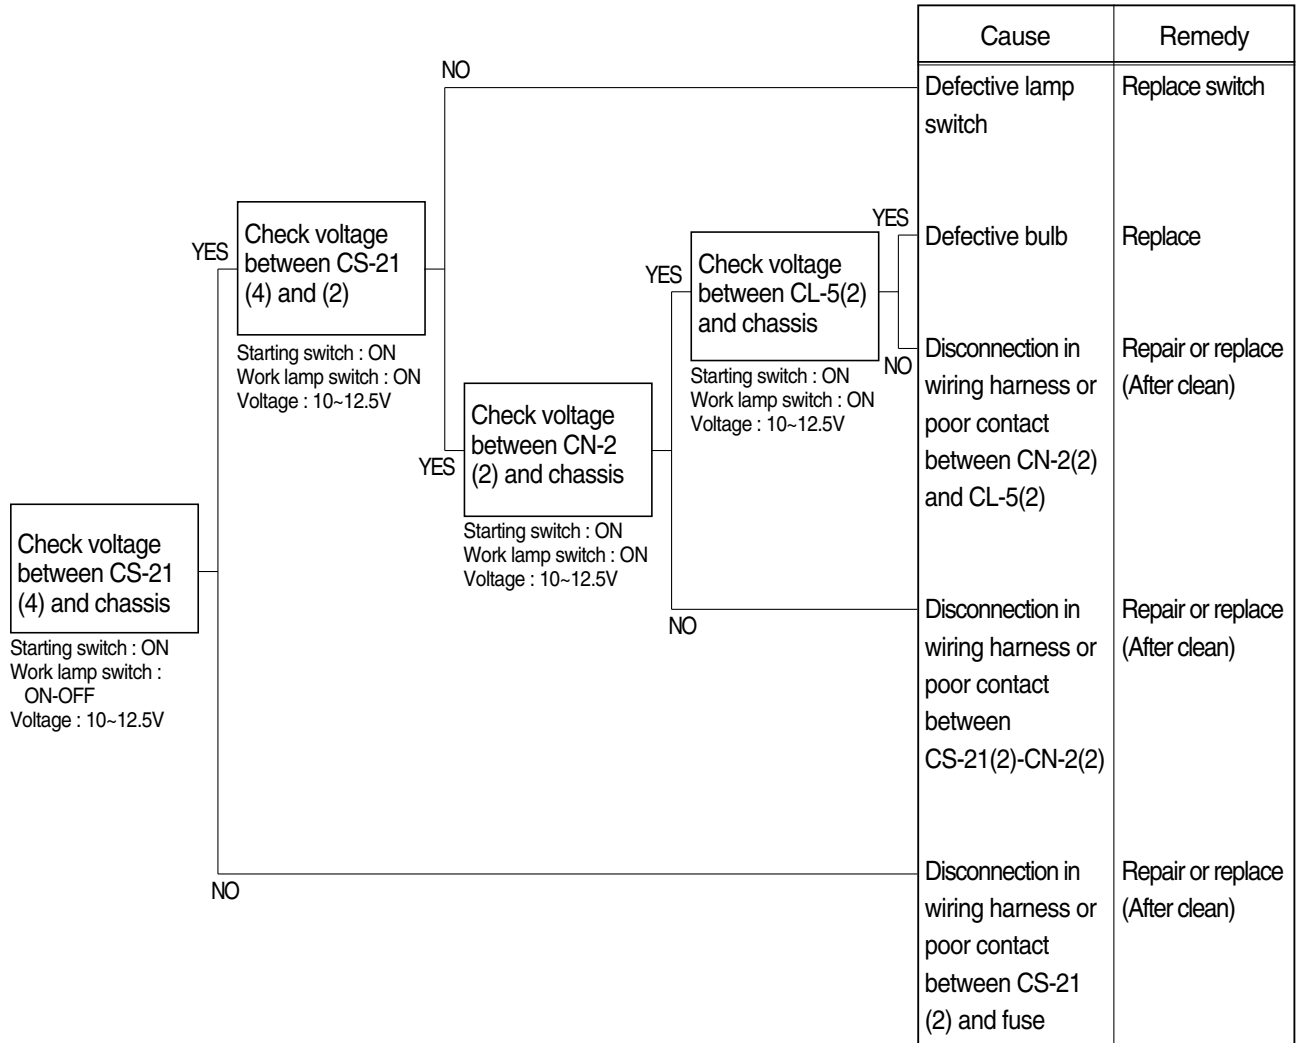 Cause
Remedy
NO
Defective lamp
switch
Replace switch
YES
Check voltage
between CS-21
(4) and (2)
Starting switch : ON
Work lamp switch : ON
Voltage : 10~12.5V
YES
Check voltage
between CL-5(2)
and chassis
Starting switch : ON
Work lamp switch : ON
Voltage : 10~12.5V
YES
Defective bulb
Replace
NO
Disconnection in
wiring harness or
poor contact
between CN-2(2)
and CL-5(2)
Repair or replace
(After clean)
YES
Check voltage
between CN-2
(2) and chassis
Starting switch : ON
Work lamp switch : ON
Voltage : 10~12.5V
Check voltage
between CS-21
(4) and chassis
Starting switch : ON
Work lamp switch :
ON-OFF
Voltage : 10~12.5V
NO
Disconnection in
wiring harness or
poor contact
between
CS-21(2)-CN-2(2)
Repair or replace
(After clean)
NO
Disconnection in
wiring harness or
poor contact
between CS-21
(2) and fuse
Repair or replace
(After clean)